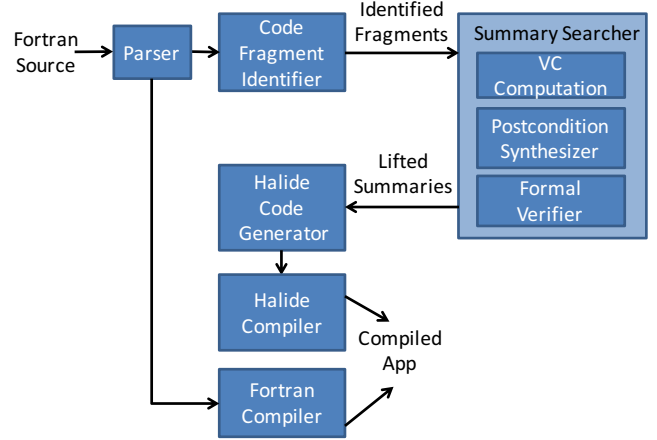 Fortran
Source
Parser
Code
Fragment
Identifier
Identified
Fragments
Summary Searcher
VC
Computation
Postcondition
Synthesizer
Formal
Verifier
Lifted
Summaries
Halide
Code
Generator
Halide
Compiler
Compiled
App
Fortran
Compiler